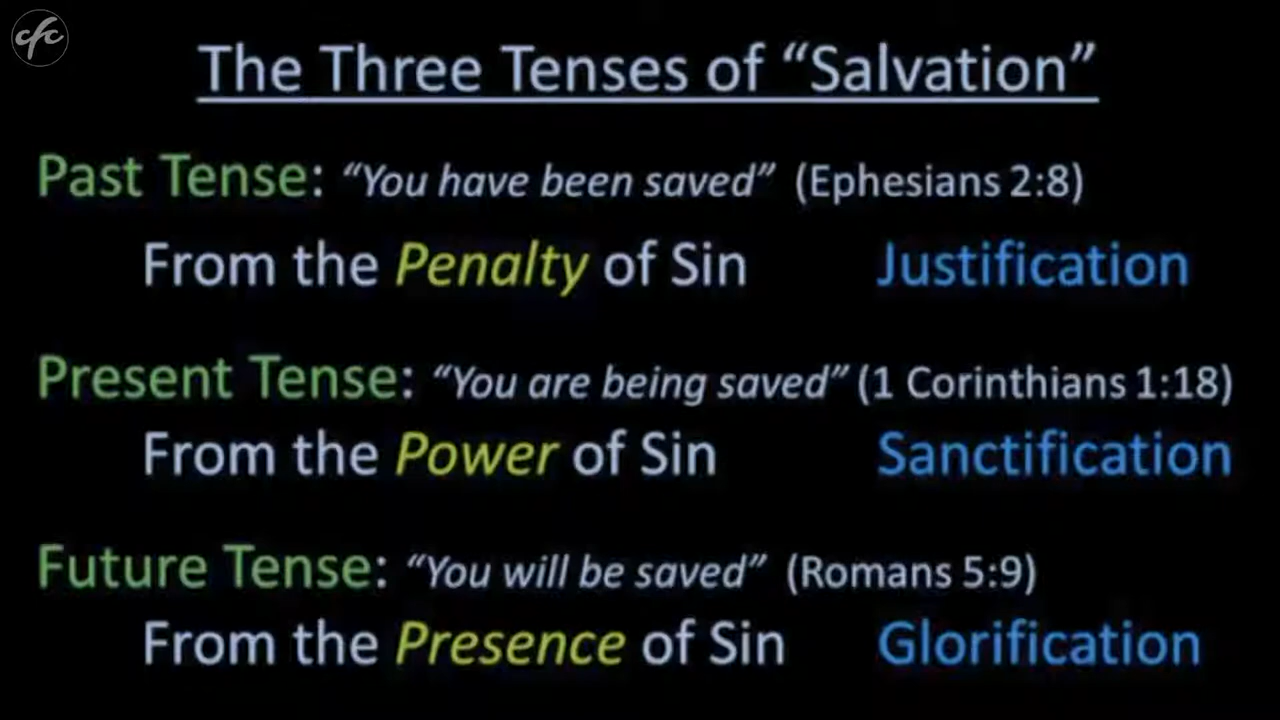 cfc
The Three Tenses of “Salvation”
Past Tense: “You have been saved” (Ephesians 2:8)
From the Penalty of Sin Justification
Present Tense: “You are being saved” (1 Corinthians 1:18)
From the Power of Sin Sanctification
Future Tense: “You will be saved” (Romans 5:9)
From the Presence of Sin Glorification